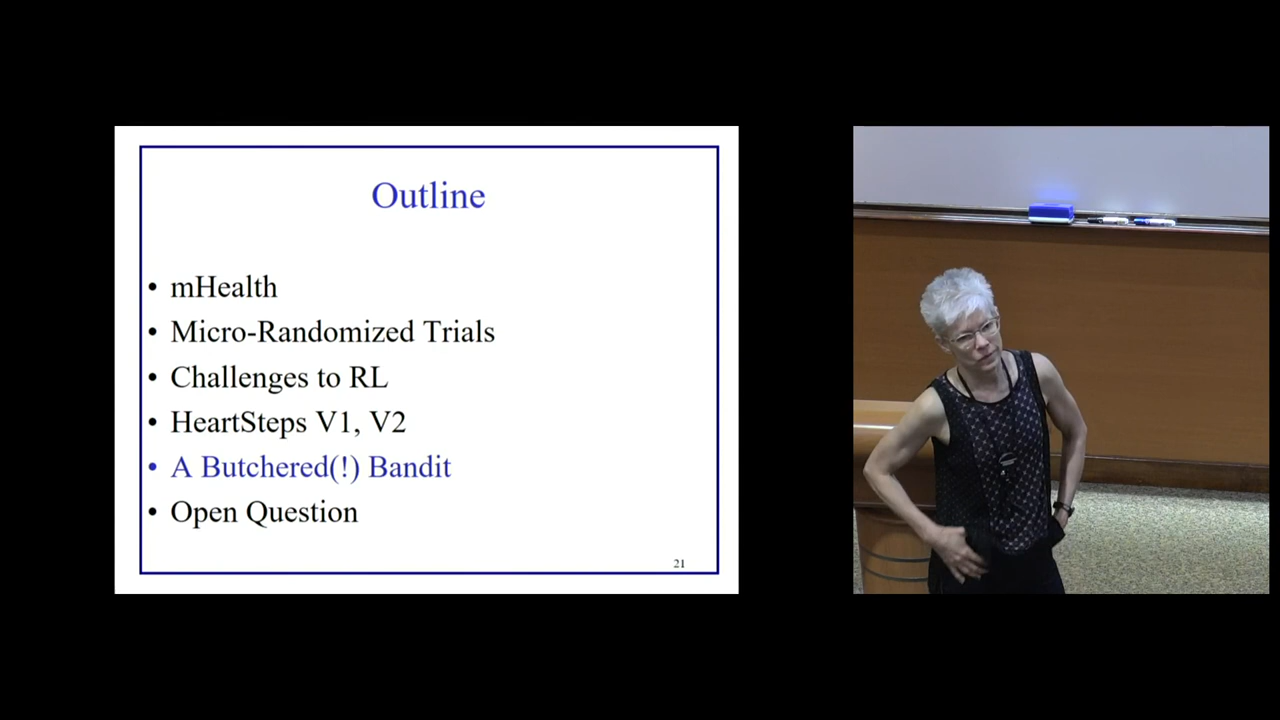 Outline
• mHealth
• Micro-Randomized Trials
• Challenges to RL
• HeartSteps V1, V2
• A Butchered(!) Bandit
• Open Question
21